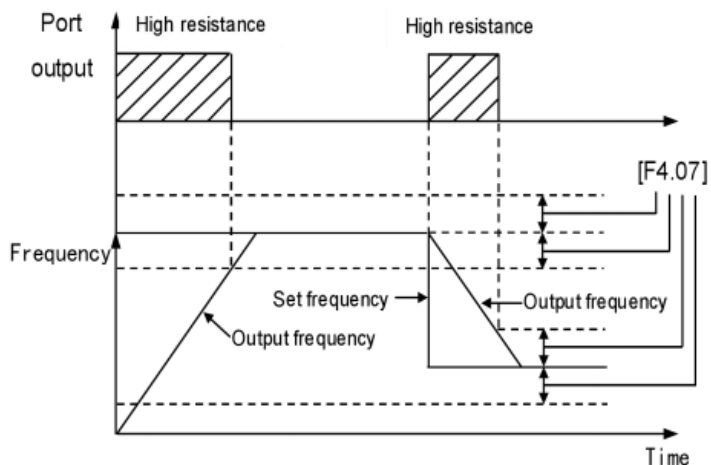 Port
output
High resistance
High resistance
[F4.07]
Frequency
Set frequency
Output frequency
Output frequency
Time